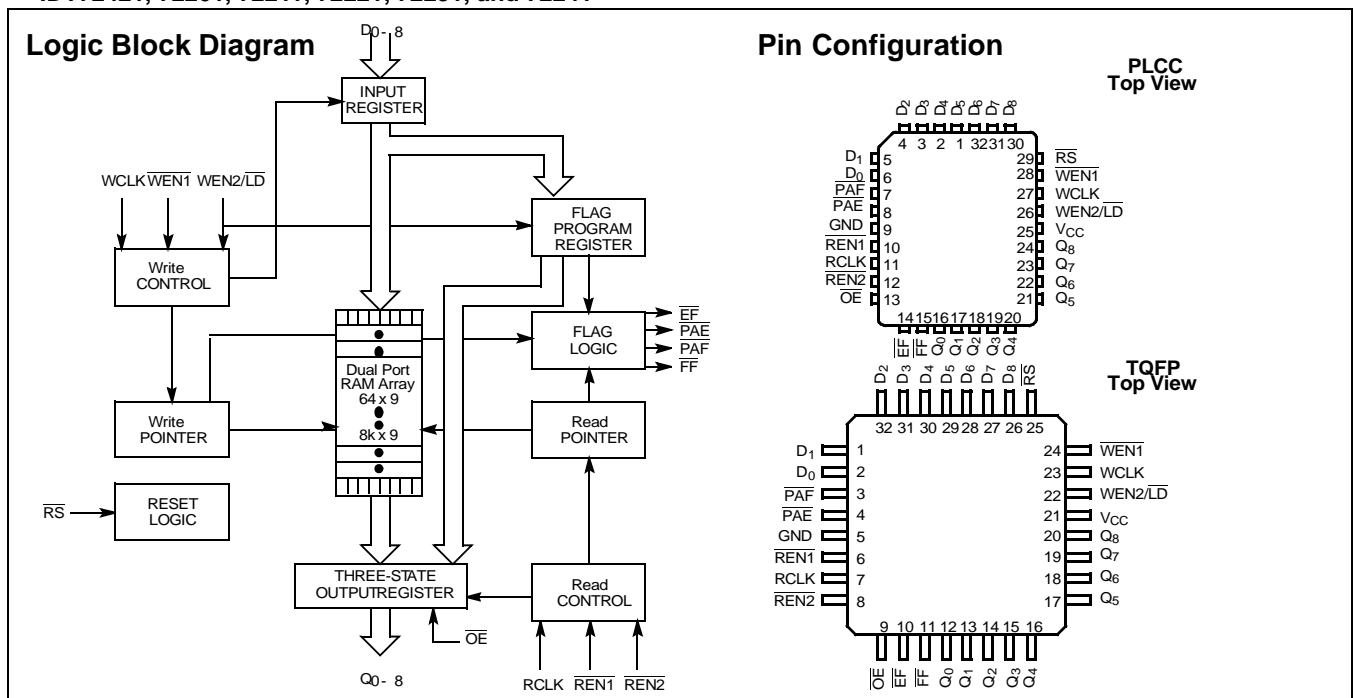 IDT72421, 72201, 72211, 72221, 72231, and 72241
Logic Block Diagram
D0- 8
INPUT
REGISTER
WCLK WEN1 WEN2/LD
FLAG
PROGRAM
REGISTER
Write
CONTROL
EF
PAE
PAF
FF
FLAG
LOGIC
Dual Port
RAM Array
64 x 9
8k x 9
Write
POINTER
Read
POINTER
RS
RESET
LOGIC
THREE-STATE
OUTPUTREGISTER
Read
CONTROL
OE
Q0- 8
RCLK REN1 REN2
Pin Configuration
PLCC
Top View
D2 D3 D4 D5 D6 D7 D8
4 3 2 1 32 31 30
D1 5
D0 6
PAF 7
PAE 8
GND 9
REN1 10
RCLK 11
REN2 12
OE 13
29 RS
28 WEN1
27 WCLK
26 WEN2/LD
25 VCC
24 Q8
23 Q7
22 Q6
21 Q5
14 15 16 17 18 19 20
EF FF Q0 Q1 Q2 Q3 Q4
TQFP
Top View
D2 D3 D4 D5 D6 D7 D8 RS
32 31 30 29 28 27 26 25
D1 1
D0 2
PAF 3
PAE 4
GND 5
REN1 6
RCLK 7
REN2 8
24 WEN1
23 WCLK
22 WEN2/LD
21 VCC
20 Q8
19 Q7
18 Q6
17 Q5
9 10 11 12 13 14 15 16
OE EF FF Q0 Q1 Q2 Q3 Q4